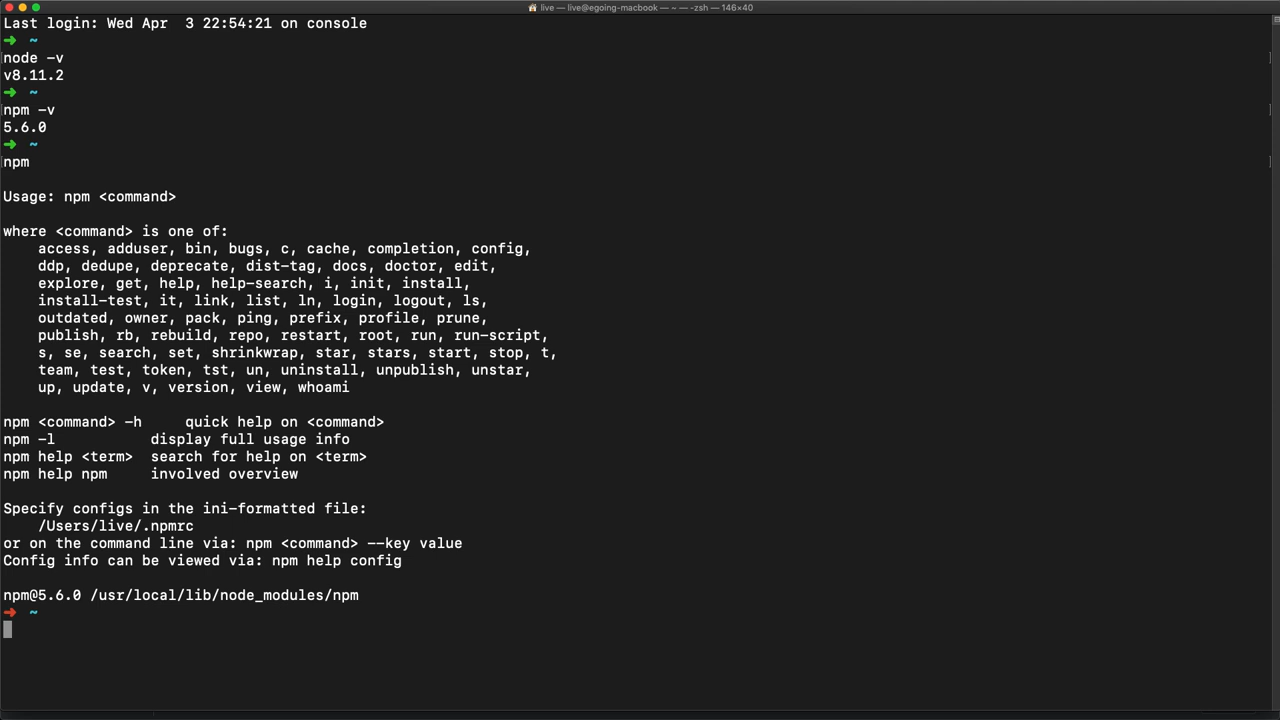 live — live@egoing-macbook — ~ — -zsh — 146×40
Last login: Wed Apr  3 22:54:21 on console
➜  ~
node -v
v8.11.2
➜  ~
npm -v
5.6.0
➜  ~
npm
Usage: npm <command>
where <command> is one of:
    access, adduser, bin, bugs, c, cache, completion, config,
    ddp, dedupe, deprecate, dist-tag, docs, doctor, edit,
    explore, get, help, help-search, i, init, install,
    install-test, it, link, list, ln, login, logout, ls,
    outdated, owner, pack, ping, prefix, profile, prune,
    publish, rb, rebuild, repo, restart, root, run, run-script,
    s, se, search, set, shrinkwrap, star, stars, start, stop, t,
    team, test, token, tst, un, uninstall, unpublish, unstar,
    up, update, v, version, view, whoami
npm <command> -h     quick help on <command>
npm -l           display full usage info
npm help <term>  search for help on <term>
npm help npm     involved overview
Specify configs in the ini-formatted file:
    /Users/live/.npmrc
or on the command line via: npm <command> --key value
Config info can be viewed via: npm help config
npm@5.6.0 /usr/local/lib/node_modules/npm
➜  ~